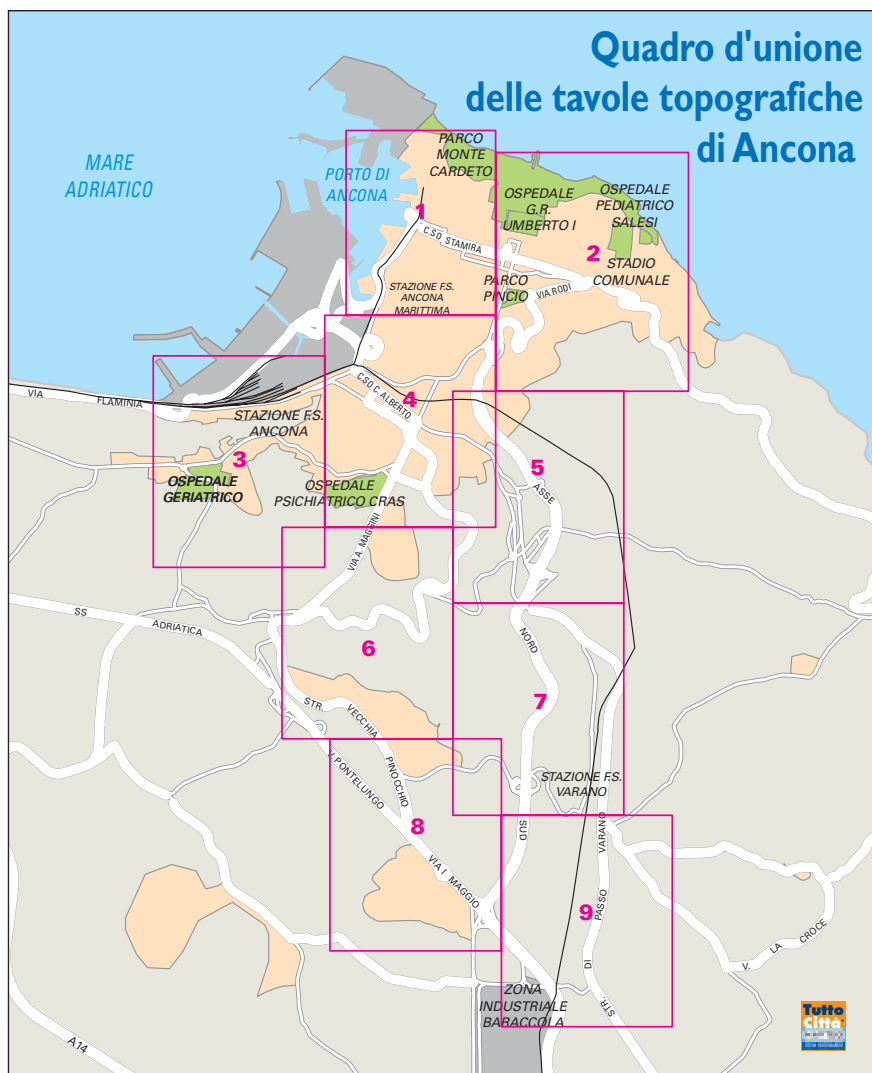 Quadro d'unione
delle tavole topografiche
di Ancona
MARE
ADRIATICO
PORTO DI
ANCONA
PARCO
MONTE
CARDETO
OSPEDALE
G.R.
UMBERTO I
OSPEDALE
PEDIATRICO
SALESI
1
C.SO STAMIRA
2
STADIO
COMUNALE
STAZIONE F.S.
ANCONA
MARITTIMA
PARCO
PINCIO
VIA RODI
VIA
FLAMINIA
C.SO C. ALBERTO
4
STAZIONE F.S.
ANCONA
3
OSPEDALE
GERIATRICO
OSPEDALE
PSICHIATRICO CRAS
5
ASSE
VIA A. MAGGINI
SS
ADRIATICA
6
NORD
7
STR.
VECCHIA
PINOCCHIO
V. PONTELUNGO
STAZIONE F.S.
VARANO
8
SUD
VARANO
VIA I MAGGIO
9
PASSO
DI
STR.
V.
LA CROCE
ZONA
INDUSTRIALE
BARACCOLA
A14
Tutto
Città